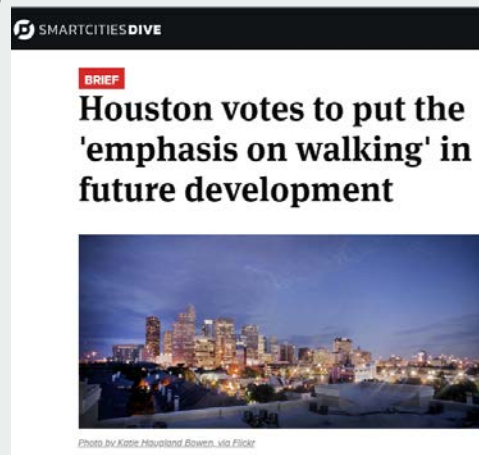 SMARTCITIESDIVE
BRIEF
Houston votes to put the
'emphasis on walking' in
future development
Photo by Katie Haugland Bowen, via Flickr